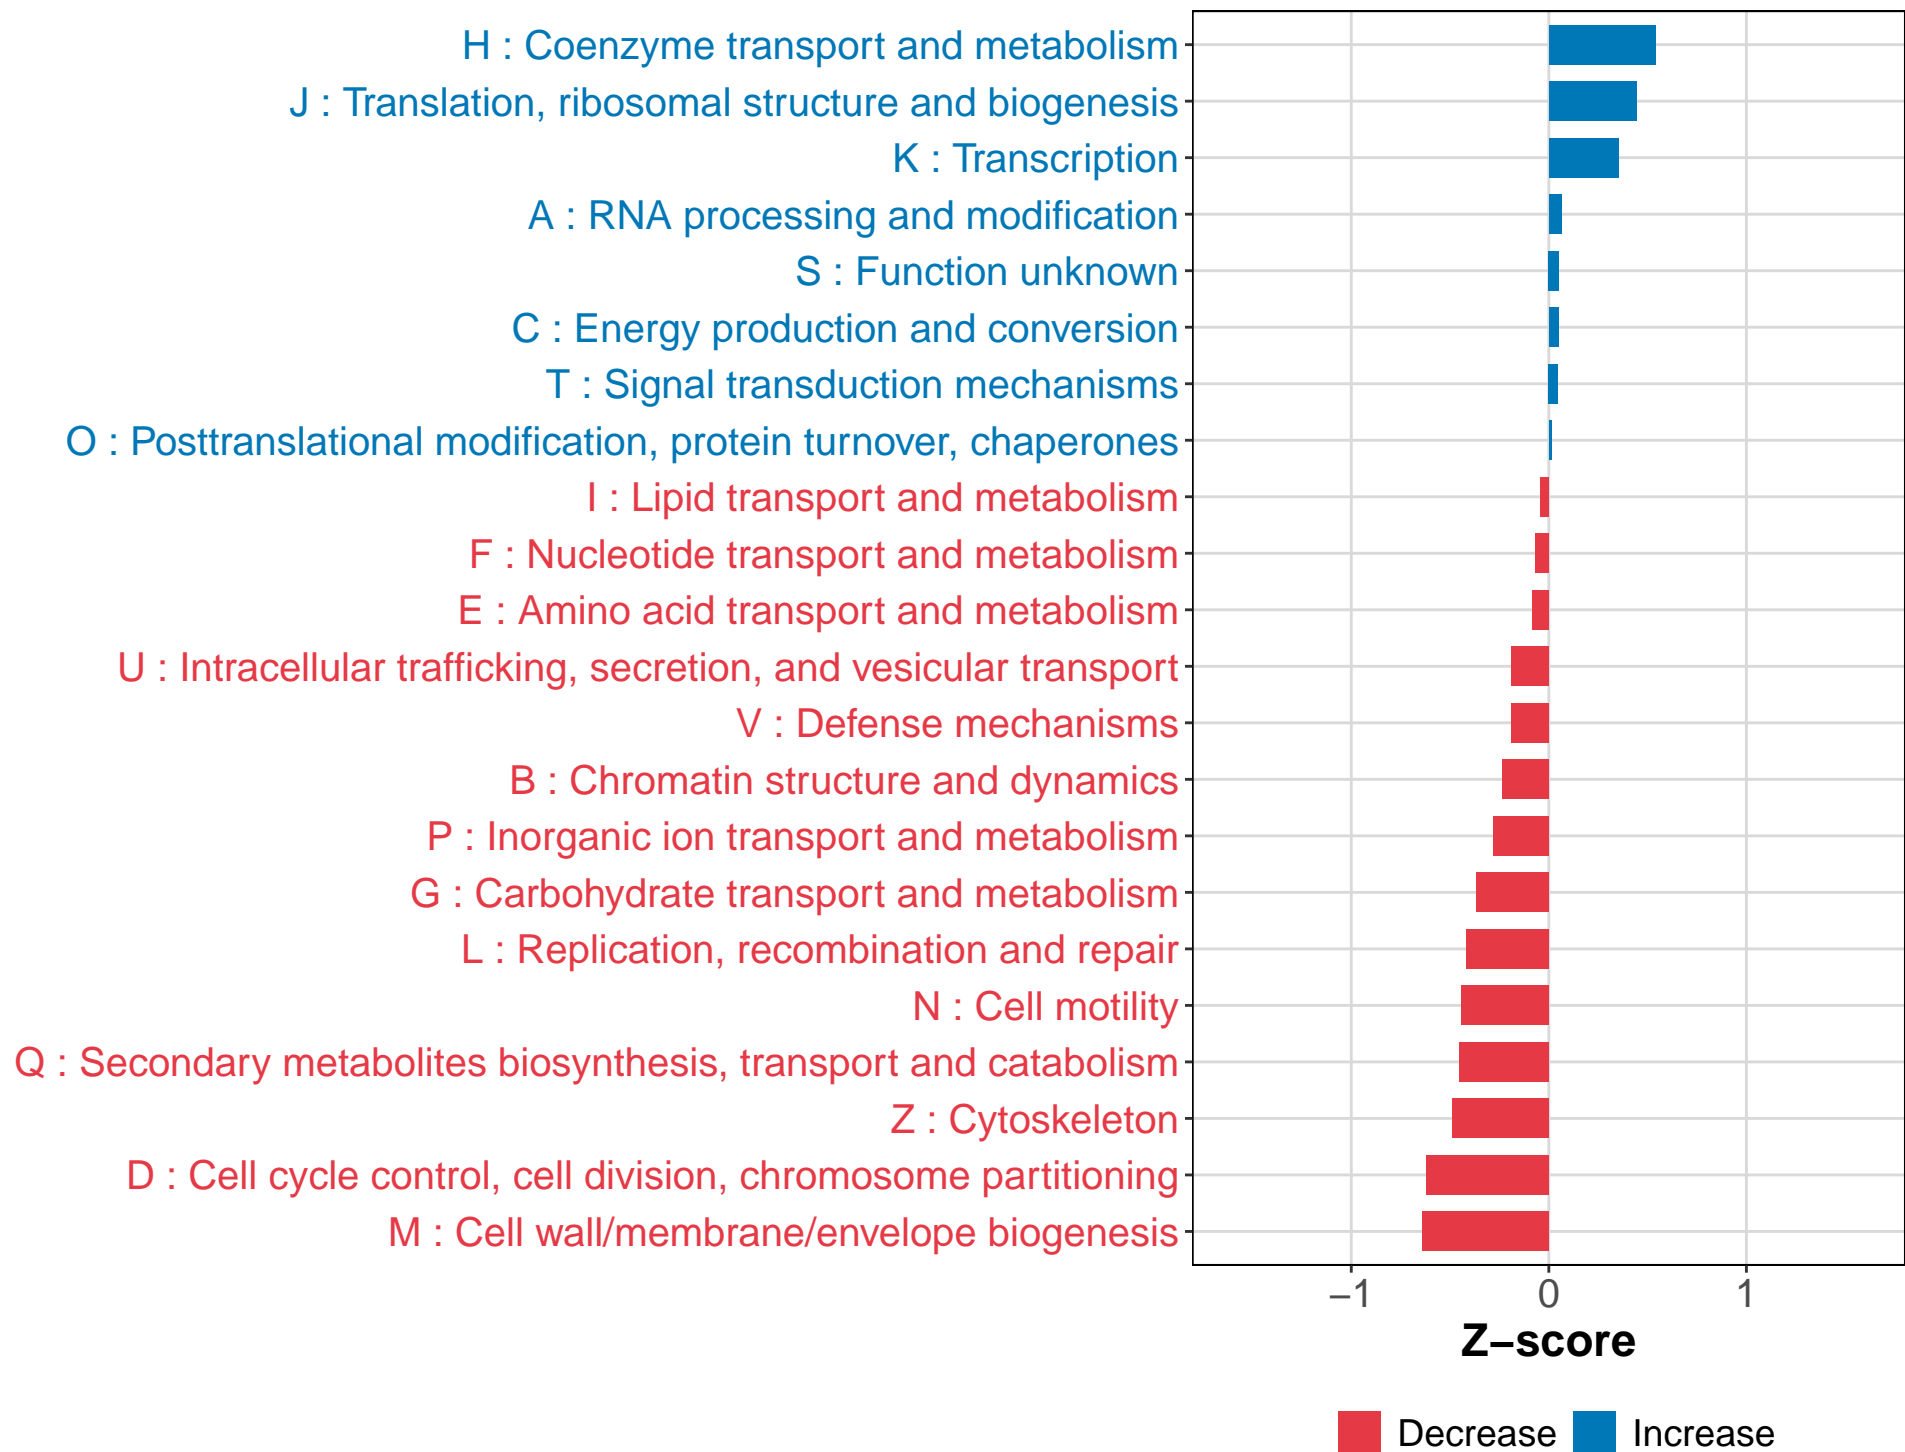 H : Coenzyme transport and metabolism
J : Translation, ribosomal structure and biogenesis
K : Transcription
A : RNA processing and modification
S : Function unknown
C : Energy production and conversion
T : Signal transduction mechanisms
O : Posttranslational modification, protein turnover, chaperones
I : Lipid transport and metabolism
F : Nucleotide transport and metabolism
E : Amino acid transport and metabolism
U : Intracellular trafficking, secretion, and vesicular transport
V : Defense mechanisms
B : Chromatin structure and dynamics
P : Inorganic ion transport and metabolism
G : Carbohydrate transport and metabolism
L : Replication, recombination and repair
N : Cell motility
Q : Secondary metabolites biosynthesis, transport and catabolism
Z : Cytoskeleton
D : Cell cycle control, cell division, chromosome partitioning
M : Cell wall/membrane/envelope biogenesis
−1 0 1
Z−score
Decrease Increase